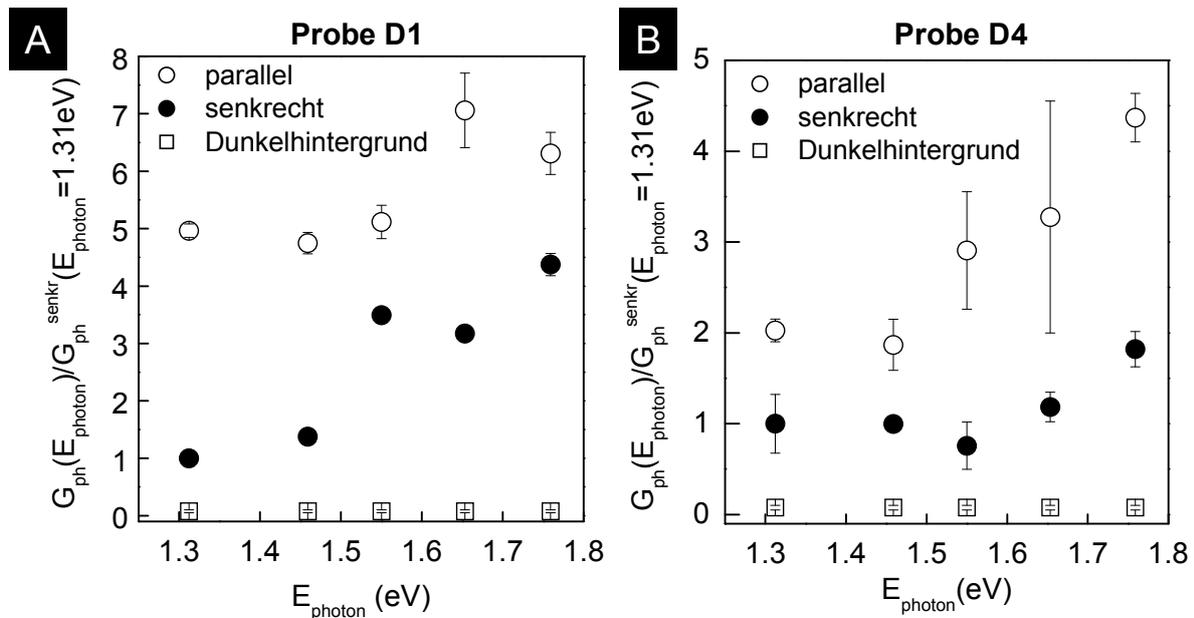 A
Probe D1
parallel
senkrecht
Dunkelhintergrund
8
7
6
5
4
3
2
1
0
1.3 1.4 1.5 1.6 1.7 1.8
E_photon (eV)
G_ph(E_photon)/G_ph^senkr(E_photon=1.31eV)
B
Probe D4
parallel
senkrecht
Dunkelhintergrund
5
4
3
2
1
0
1.3 1.4 1.5 1.6 1.7 1.8
E_photon(eV)
G_ph(E_photon)/G_ph^senkr(E_photon=1.31eV)